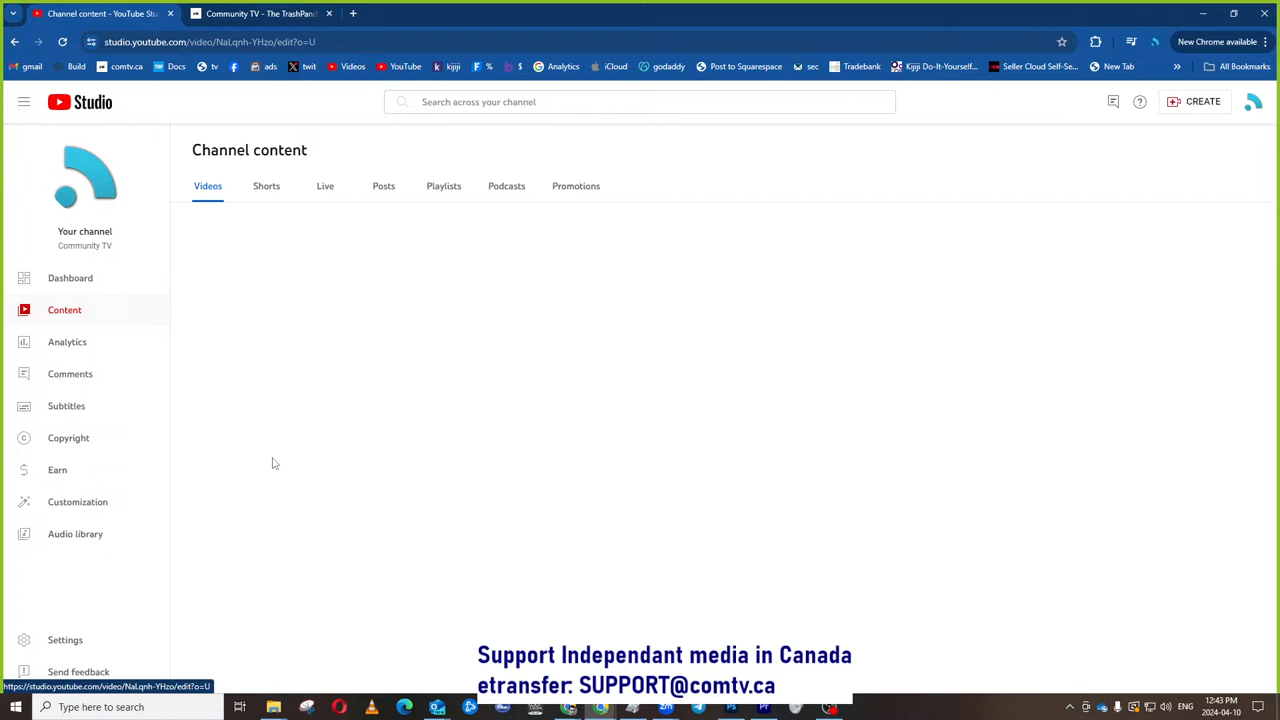 Channel content - YouTube Stu
Community TV - The TrashPand
studio.youtube.com/video/NaLqnh-YHzo/edit?o=U
New Chrome available
gmail
Build
comtv.ca
Docs
tv
ads
twit
Videos
YouTube
kijiji
%
$
Analytics
iCloud
godaddy
Post to Squarespace
sec
Tradebank
Kijiji Do-It-Yourself...
Seller Cloud Self-Se...
New Tab
All Bookmarks
Studio
Search across your channel
CREATE
Channel content
Videos
Shorts
Live
Posts
Playlists
Podcasts
Promotions
Your channel
Community TV
Dashboard
Content
Analytics
Comments
Subtitles
Copyright
Earn
Customization
Audio library
Settings
Send feedback
https://studio.youtube.com/video/NaLqnh-YHzo/edit?o=U
Support Independant media in Canada
etransfer: SUPPORT@comtv.ca
Type here to search
12:43 PM
2024-04-10